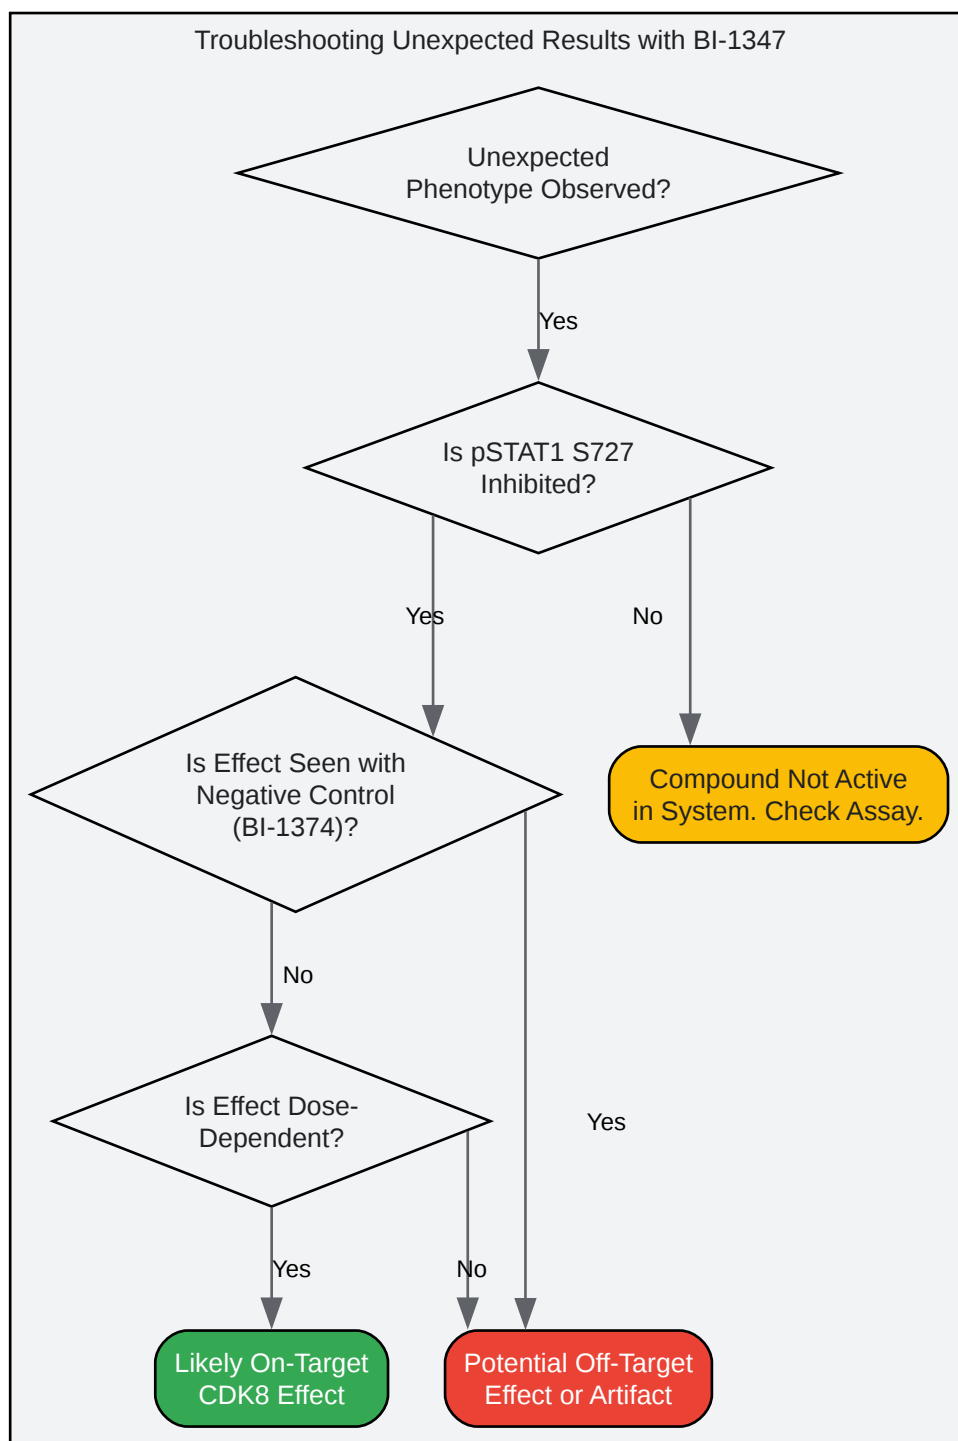 Troubleshooting Unexpected Results with BI-1347
Unexpected
Phenotype Observed?
Yes
Is pSTAT1 S727
Inhibited?
Yes
No
Is Effect Seen with
Negative Control
(BI-1374)?
Compound Not Active
in System. Check Assay.
No
Is Effect Dose-
Dependent?
Yes
Yes
No
Likely On-Target
CDK8 Effect
Potential Off-Target
Effect or Artifact